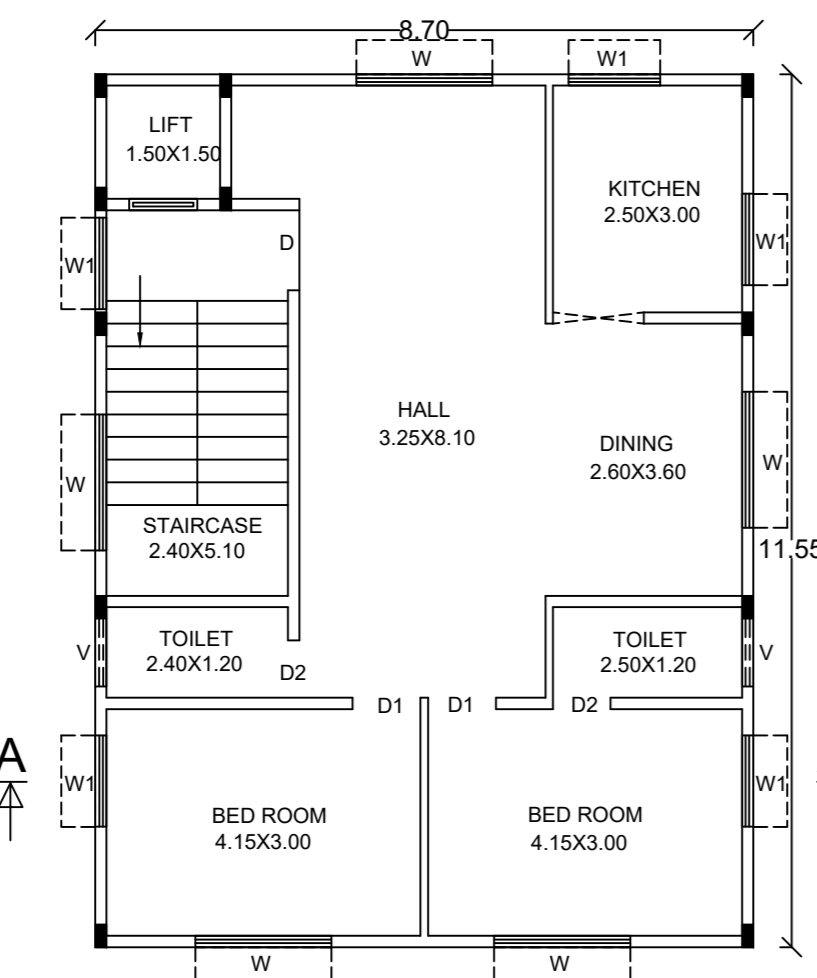 8.70
W
W1
LIFT
1.50X1.50
KITCHEN
2.50X3.00
D
W1
W1
HALL
3.25X8.10
DINING
2.60X3.60
W
W
STAIRCASE
2.40X5.10
11.55
TOILET
2.40X1.20
TOILET
2.50X1.20
V
V
D2
D1
D1
D2
A
W1
W1
BED ROOM
4.15X3.00
BED ROOM
4.15X3.00
W
W